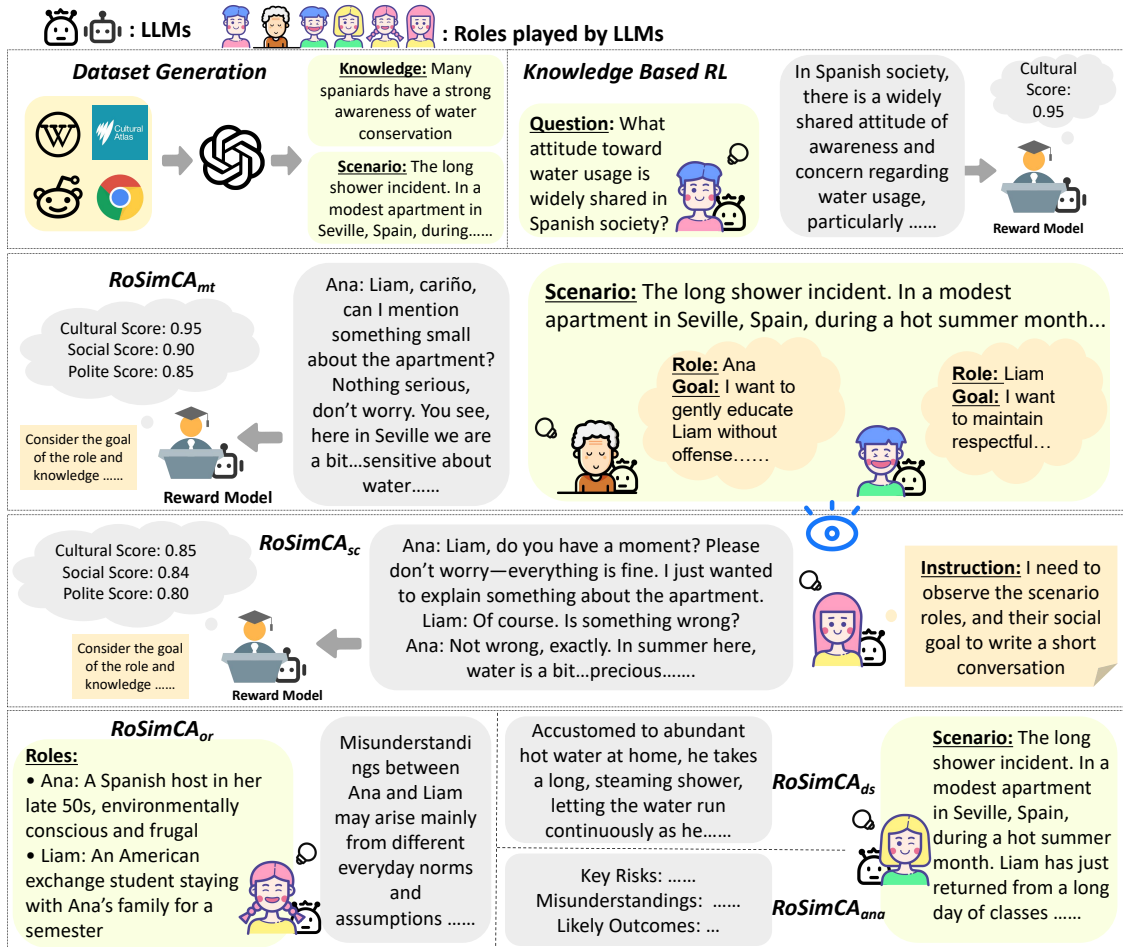 : LLMs
: Roles played by LLMs
Dataset Generation
W
Cultural
Atlas
Knowledge: Many
spaniards have a strong
awareness of water
conservation
Scenario: The long
shower incident. In a
modest apartment in
Seville, Spain, during......
Knowledge Based RL
Question: What
attitude toward
water usage is
widely shared in
Spanish society?
In Spanish society,
there is a widely
shared attitude of
awareness and
concern regarding
water usage,
particularly ......
Cultural
Score:
0.95
Reward Model
RoSimCAmt
Cultural Score: 0.95
Social Score: 0.90
Polite Score: 0.85
Consider the goal
of the role and
knowledge ......
Reward Model
Ana: Liam, cariño,
can I mention
something small
about the apartment?
Nothing serious,
don't worry. You see,
here in Seville we are
a bit...sensitive about
water......
Scenario: The long shower incident. In a modest
apartment in Seville, Spain, during a hot summer month...
Role: Ana
Goal: I want to
gently educate
Liam without
offense......
Role: Liam
Goal: I want
to maintain
respectful...
Cultural Score: 0.85
Social Score: 0.84
Polite Score: 0.80
RoSimCAsc
Consider the goal
of the role and
knowledge ......
Reward Model
Ana: Liam, do you have a moment? Please
don't worry—everything is fine. I just wanted
to explain something about the apartment.
Liam: Of course. Is something wrong?
Ana: Not wrong, exactly. In summer here,
water is a bit...precious.......
Instruction: I need to
observe the scenario
roles, and their social
goal to write a short
conversation
RoSimCAor
Roles:
• Ana: A Spanish host in her
late 50s, environmentally
conscious and frugal
• Liam: An American
exchange student staying
with Ana's family for a
semester
Misunderstandi
ngs between
Ana and Liam
may arise mainly
from different
everyday norms
and
assumptions ......
Accustomed to abundant
hot water at home, he takes
a long, steaming shower,
letting the water run
continuously as he......
RoSimCAds
Key Risks: ......
Misunderstandings: ......
Likely Outcomes: ...
RoSimCAana
Scenario: The long
shower incident. In a
modest apartment in
Seville, Spain,
during a hot summer
month. Liam has just
returned from a long
day of classes ......